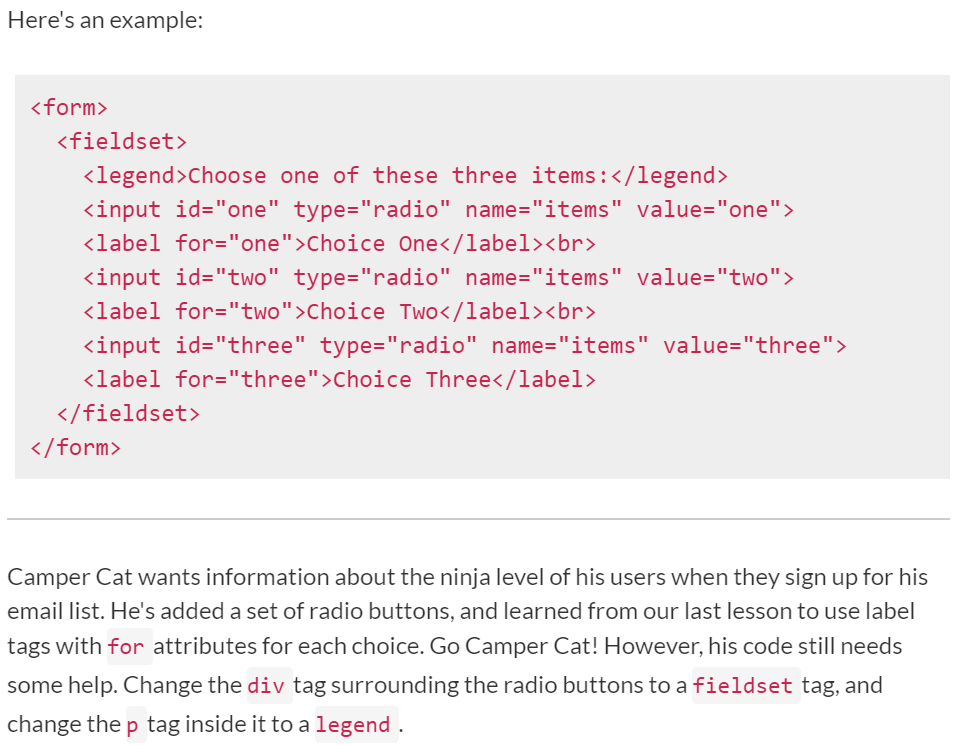 Here's an example:
<form>
<fieldset>
<legend>Choose one of these three items:</legend>
<input id="one" type="radio" name="items" value="one">
<label for="one">Choice One</label><br>
<input id="two" type="radio" name="items" value="two">
<label for="two">Choice Two</label><br>
<input id="three" type="radio" name="items" value="three">
<label for="three">Choice Three</label>
</fieldset>
</form>
Camper Cat wants information about the ninja level of his users when they sign up for his
email list. He's added a set of radio buttons, and learned from our last lesson to use label
tags with for attributes for each choice. Go Camper Cat! However, his code still needs
some help. Change the div tag surrounding the radio buttons to a fieldset tag, and
change the p tag inside it to a legend .